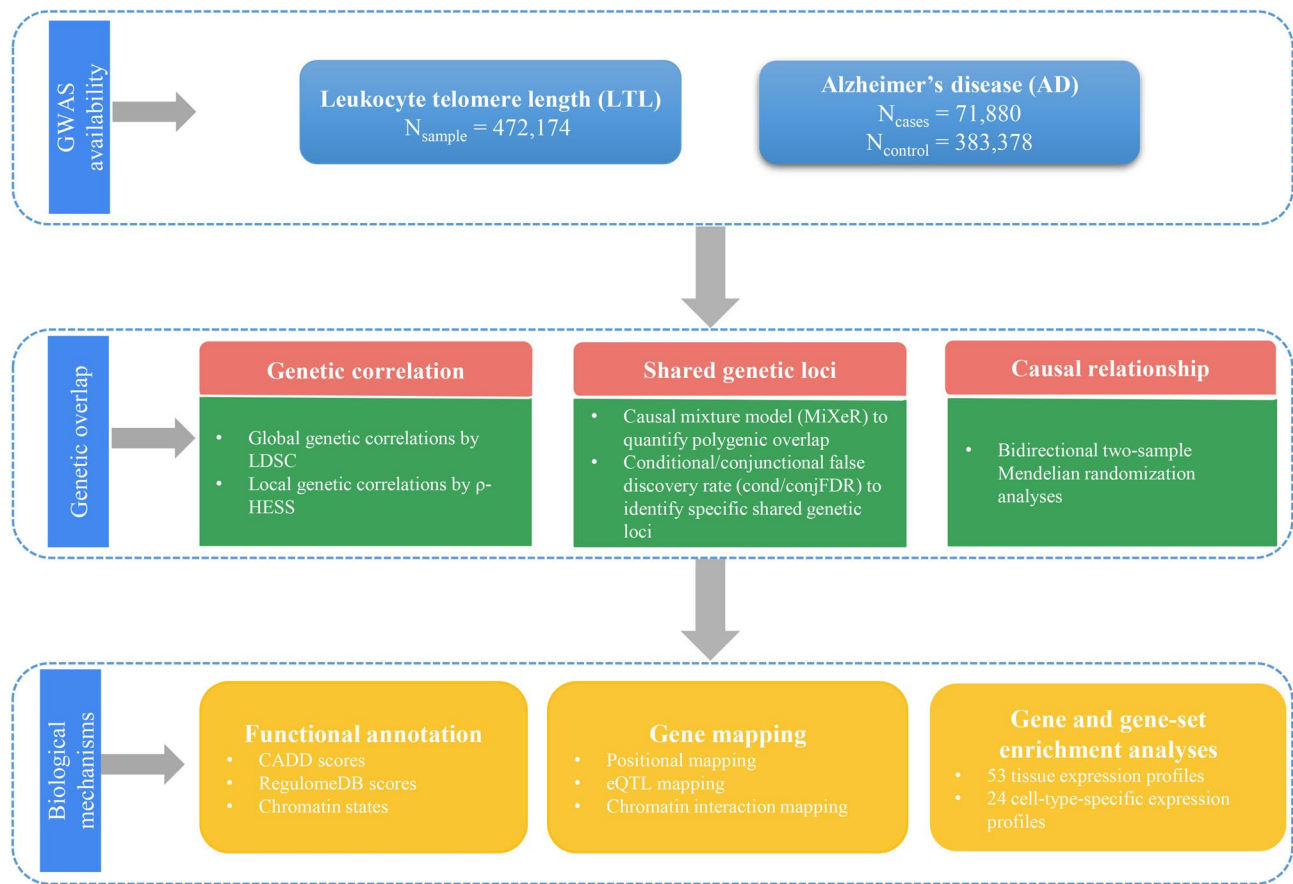 GWAS
availability
Leukocyte telomere length (LTL)
Nsample = 472,174
Alzheimer’s disease (AD)
Ncases = 71,880
Ncontrol = 383,378
Genetic overlap
Genetic correlation
• Global genetic correlations by
LDSC
• Local genetic correlations by ρ-
HESS
Shared genetic loci
• Causal mixture model (MiXeR) to
quantify polygenic overlap
• Conditional/conjunctional false
discovery rate (cond/conjFDR) to
identify specific shared genetic
loci
Causal relationship
• Bidirectional two-sample
Mendelian randomization
analyses
Biological
mechanisms
Functional annotation
• CADD scores
• RegulomeDB scores
• Chromatin states
Gene mapping
• Positional mapping
• eQTL mapping
• Chromatin interaction mapping
Gene and gene-set
enrichment analyses
• 53 tissue expression profiles
• 24 cell-type-specific expression
profiles